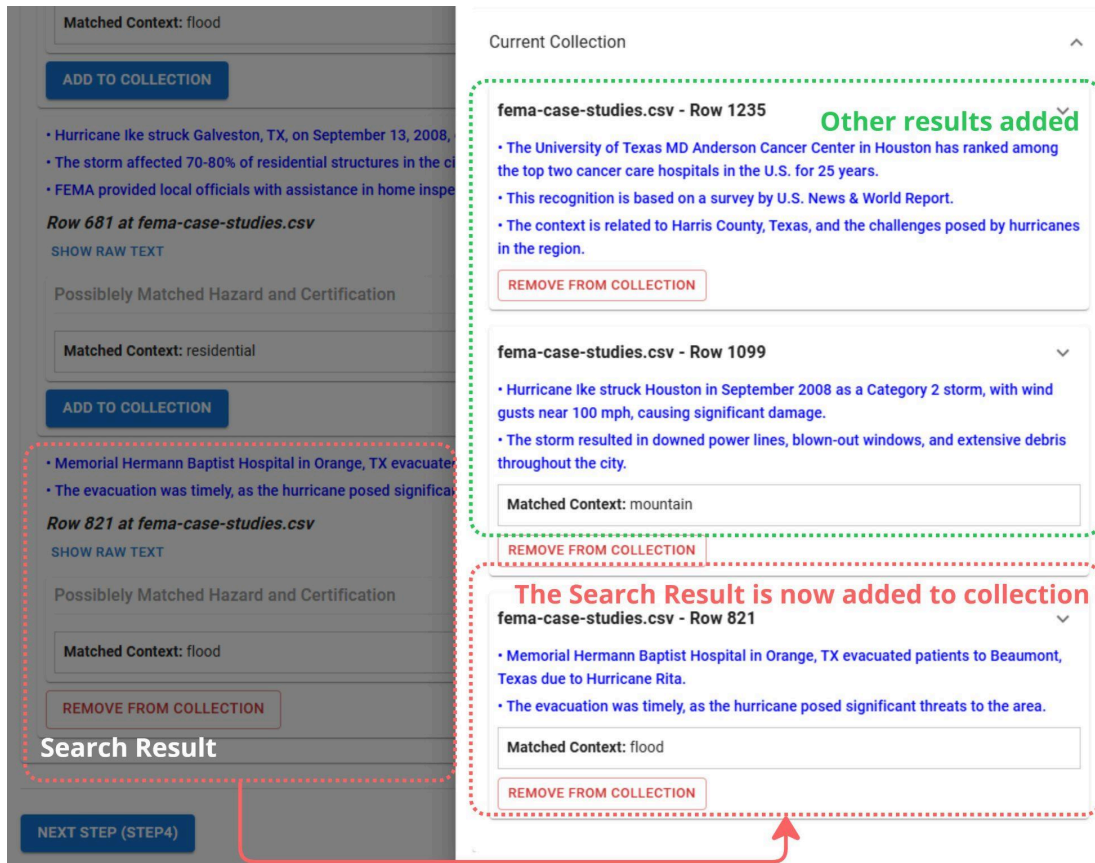 Matched Context: flood
ADD TO COLLECTION
• Hurricane Ike struck Galveston, TX, on September 13, 2008,
• The storm affected 70-80% of residential structures in the ci
• FEMA provided local officials with assistance in home inspe
Row 681 at fema-case-studies.csv
SHOW RAW TEXT
Possiblely Matched Hazard and Certification
Matched Context: residential
ADD TO COLLECTION
• Memorial Hermann Baptist Hospital in Orange, TX evacuate
• The evacuation was timely, as the hurricane posed significa
Row 821 at fema-case-studies.csv
SHOW RAW TEXT
Possiblely Matched Hazard and Certification
Matched Context: flood
REMOVE FROM COLLECTION
Search Result
NEXT STEP (STEP4)
Current Collection
fema-case-studies.csv - Row 1235
Other results added
• The University of Texas MD Anderson Cancer Center in Houston has ranked among
the top two cancer care hospitals in the U.S. for 25 years.
• This recognition is based on a survey by U.S. News & World Report.
• The context is related to Harris County, Texas, and the challenges posed by hurricanes
in the region.
REMOVE FROM COLLECTION
fema-case-studies.csv - Row 1099
• Hurricane Ike struck Houston in September 2008 as a Category 2 storm, with wind
gusts near 100 mph, causing significant damage.
• The storm resulted in downed power lines, blown-out windows, and extensive debris
throughout the city.
Matched Context: mountain
REMOVE FROM COLLECTION
The Search Result is now added to collection
fema-case-studies.csv - Row 821
• Memorial Hermann Baptist Hospital in Orange, TX evacuated patients to Beaumont,
Texas due to Hurricane Rita.
• The evacuation was timely, as the hurricane posed significant threats to the area.
Matched Context: flood
REMOVE FROM COLLECTION